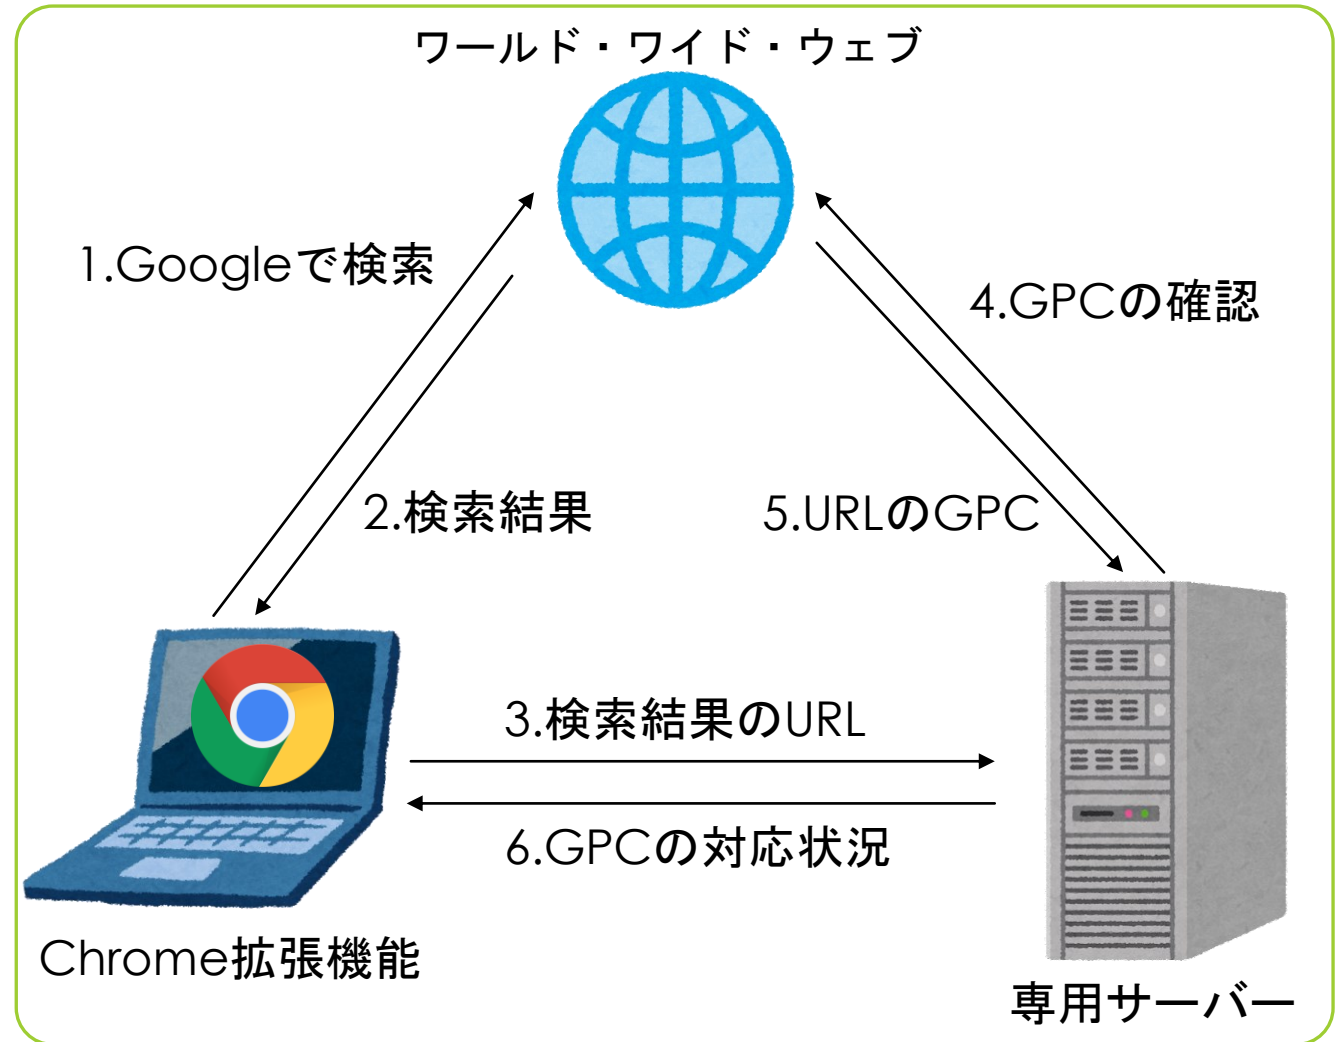 ワールド・ワイド・ウェブ
1.Googleで検索
4.GPCの確認
2.検索結果
5.URLのGPC
3.検索結果のURL
6.GPCの対応状況
Chrome拡張機能
専用サーバー